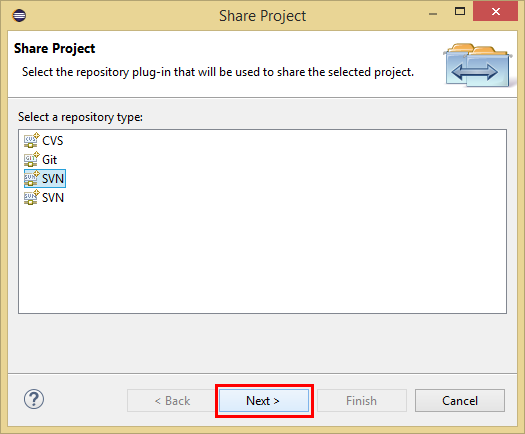 Share Project
Share Project
Select the repository plug-in that will be used to share the selected project.
Select a repository type:
CVS
Git
SVN
SVN
< Back Next > Finish Cancel